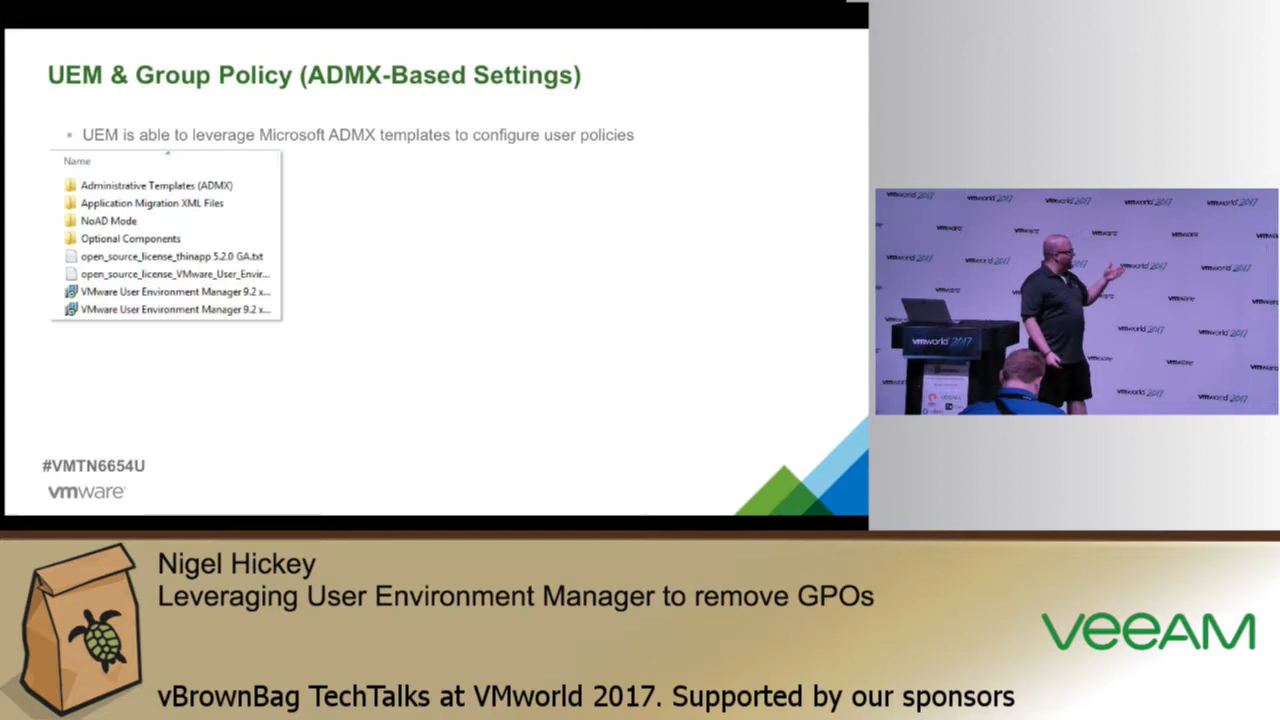 UEM & Group Policy (ADMX-Based Settings)
• UEM is able to leverage Microsoft ADMX templates to configure user policies
Name
Administrative Templates (ADMX)
Application Migration XML Files
NoAD Mode
Optional Components
open_source_license_thinapp 5.2.0 GA.txt
open_source_license_VMware_User_Envir...
VMware User Environment Manager 9.2 x...
VMware User Environment Manager 9.2 x...
#VMTN6654U
vmware
vmworld 2017
Nigel Hickey
Leveraging User Environment Manager to remove GPOs
veeAM
vBrownBag TechTalks at VMworld 2017. Supported by our sponsors